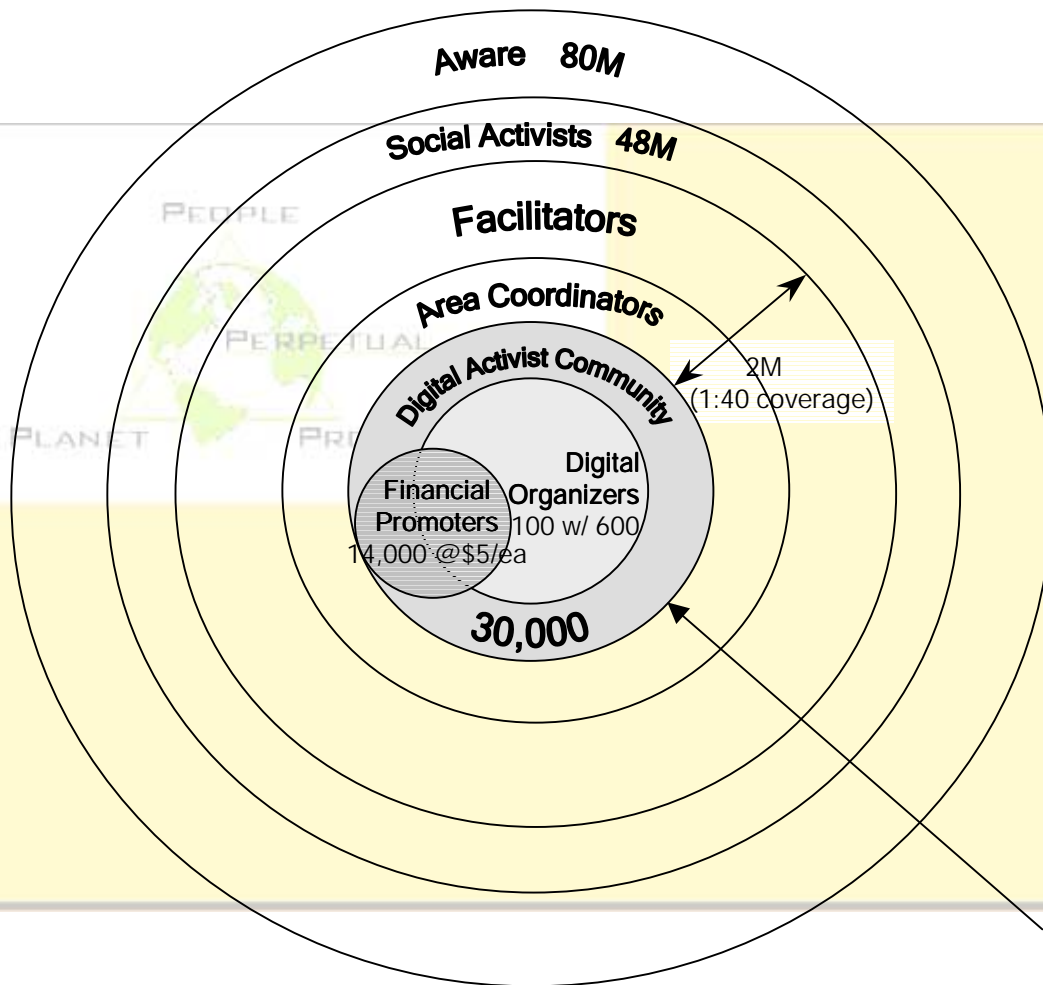 Aware 80M
Social Activists 48M
PEOPLE
Facilitators
Area Coordinators
PERPETUAL
Digital Activist Community
2M
(1:40 coverage)
PLANET
Digital
Organizers
100 w/ 600
Financial
Promoters
14,000 @$5/ea
30,000